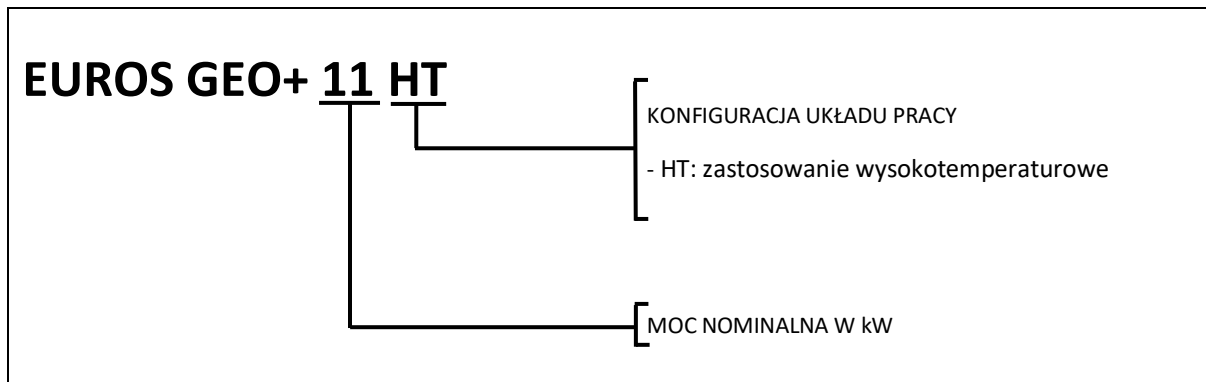 EUROS GEO+ 11 HT
KONFIGURACJA UKŁADU PRACY
- HT: zastosowanie wysokotemperaturowe
MOC NOMINALNA W kW